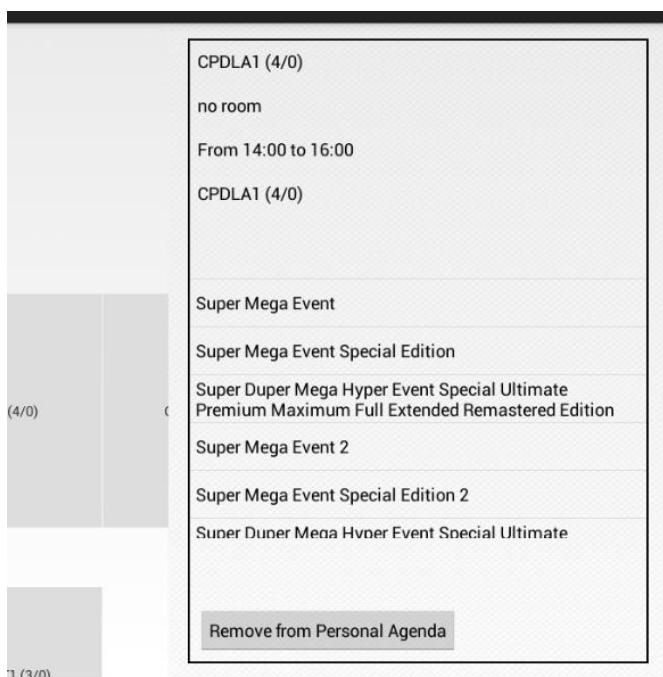 CPDLA1 (4/0)
no room
From 14:00 to 16:00
CPDLA1 (4/0)
Super Mega Event
Super Mega Event Special Edition
Super Duper Mega Hyper Event Special Ultimate
Premium Maximum Full Extended Remastered Edition
Super Mega Event 2
Super Mega Event Special Edition 2
Super Duper Mega Hyper Event Special Ultimate
Remove from Personal Agenda
(4/0)
(3/0)